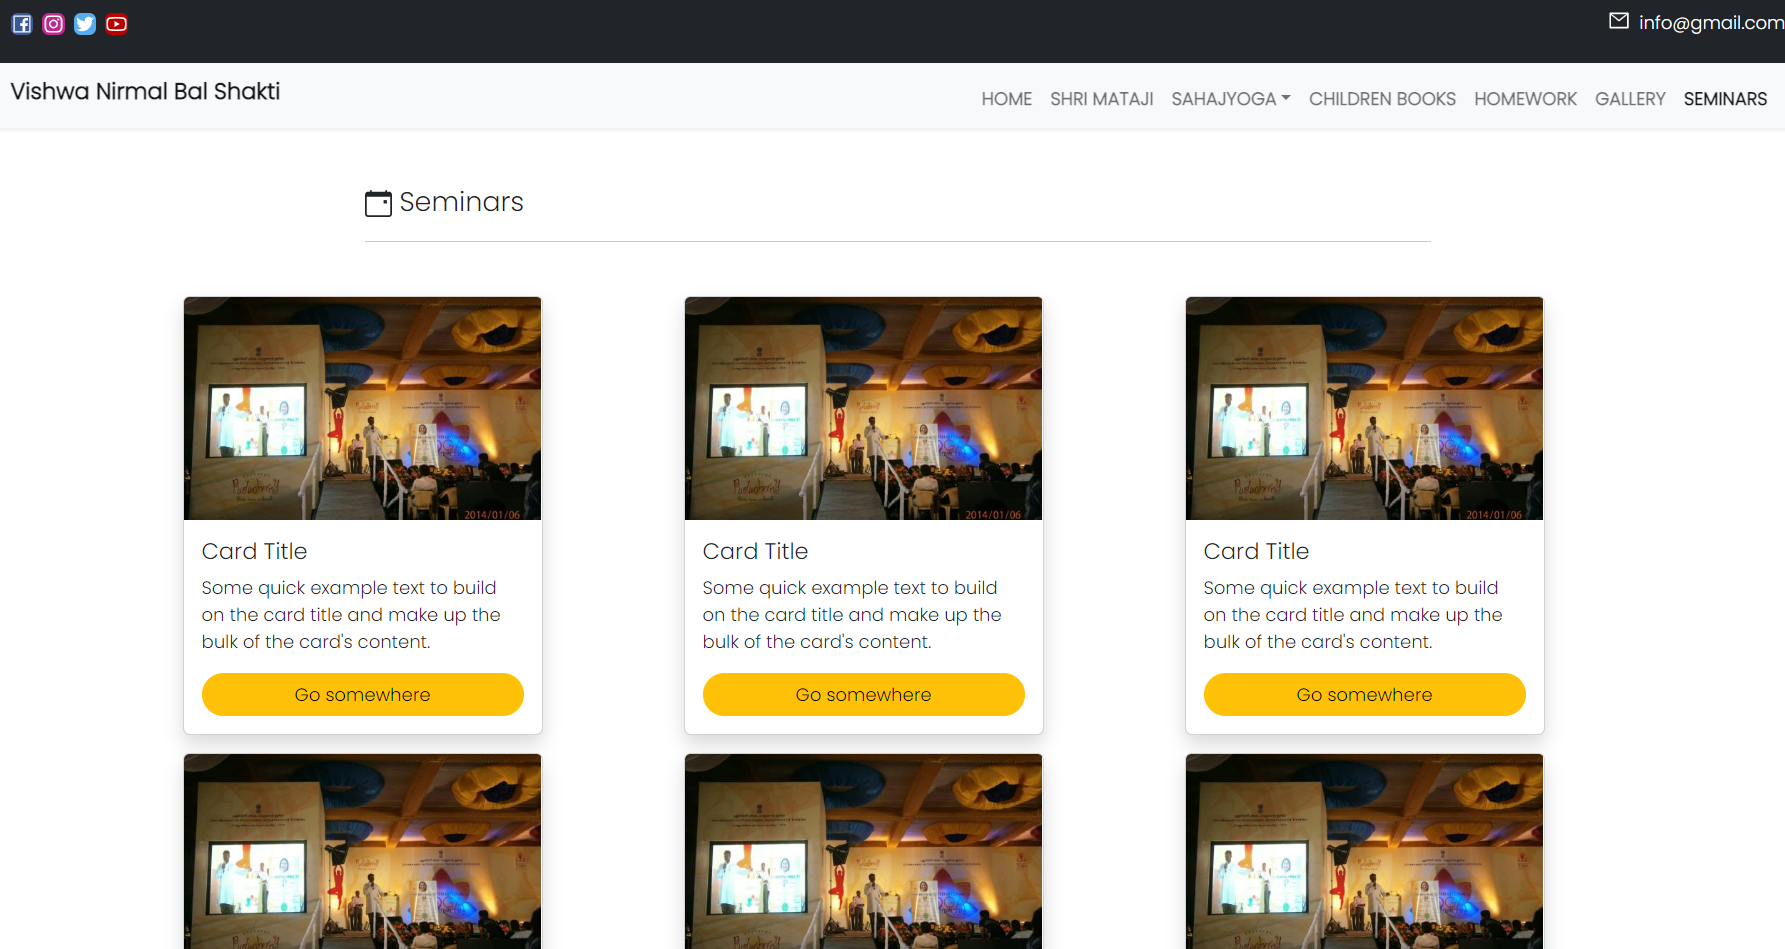 info@gmail.com
Vishwa Nirmal Bal Shakti
HOME SHRI MATAJI SAHAJYOGA CHILDREN BOOKS HOMEWORK GALLERY SEMINARS
Seminars
2014/01/06 2014/01/06 2014/01/06
Card Title
Some quick example text to build
on the card title and make up the
bulk of the card's content.
Go somewhere
Card Title
Some quick example text to build
on the card title and make up the
bulk of the card's content.
Go somewhere
Card Title
Some quick example text to build
on the card title and make up the
bulk of the card's content.
Go somewhere